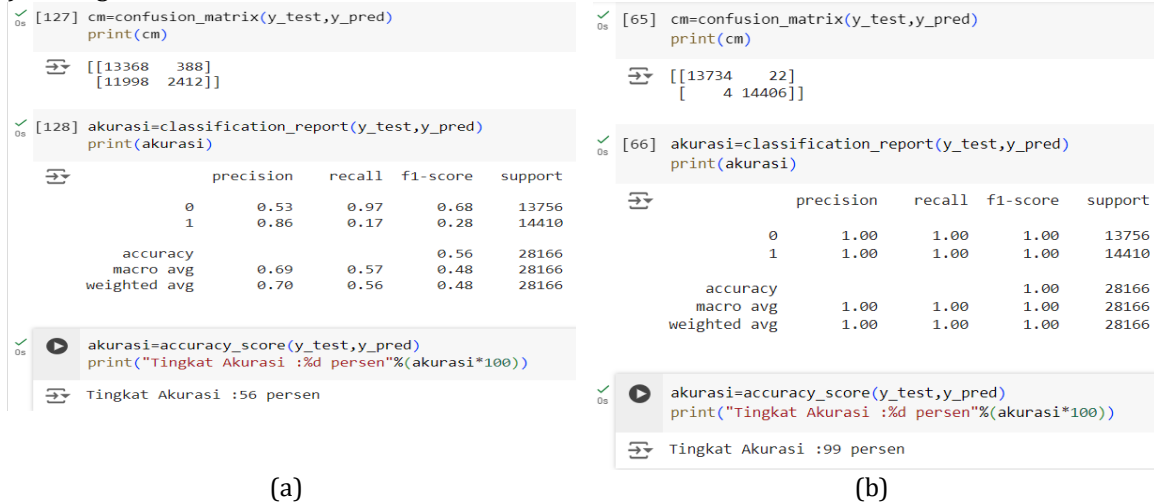 [127] cm=confusion_matrix(y_test,y_pred)
print(cm)
0s
[[13368 388]
[11998 2412]]
[128] akurasi=classification_report(y_test,y_pred)
print(akurasi)
0s
precision recall f1-score support
0 0.53 0.97 0.68 13756
1 0.86 0.17 0.28 14410
accuracy 0.56 28166
macro avg 0.69 0.57 0.48 28166
weighted avg 0.70 0.56 0.48 28166
akurasi=accuracy_score(y_test,y_pred)
0s
print("Tingkat Akurasi :%d persen"%(akurasi*100))
Tingkat Akurasi :56 persen
(a)
[65] cm=confusion_matrix(y_test,y_pred)
0s
print(cm)
[[13734 22]
[ 4 14406]]
[66] akurasi=classification_report(y_test,y_pred)
0s
print(akurasi)
precision recall f1-score support
0 1.00 1.00 1.00 13756
1 1.00 1.00 1.00 14410
accuracy 1.00 28166
macro avg 1.00 1.00 1.00 28166
weighted avg 1.00 1.00 1.00 28166
akurasi=accuracy_score(y_test,y_pred)
0s
print("Tingkat Akurasi :%d persen"%(akurasi*100))
Tingkat Akurasi :99 persen
(b)